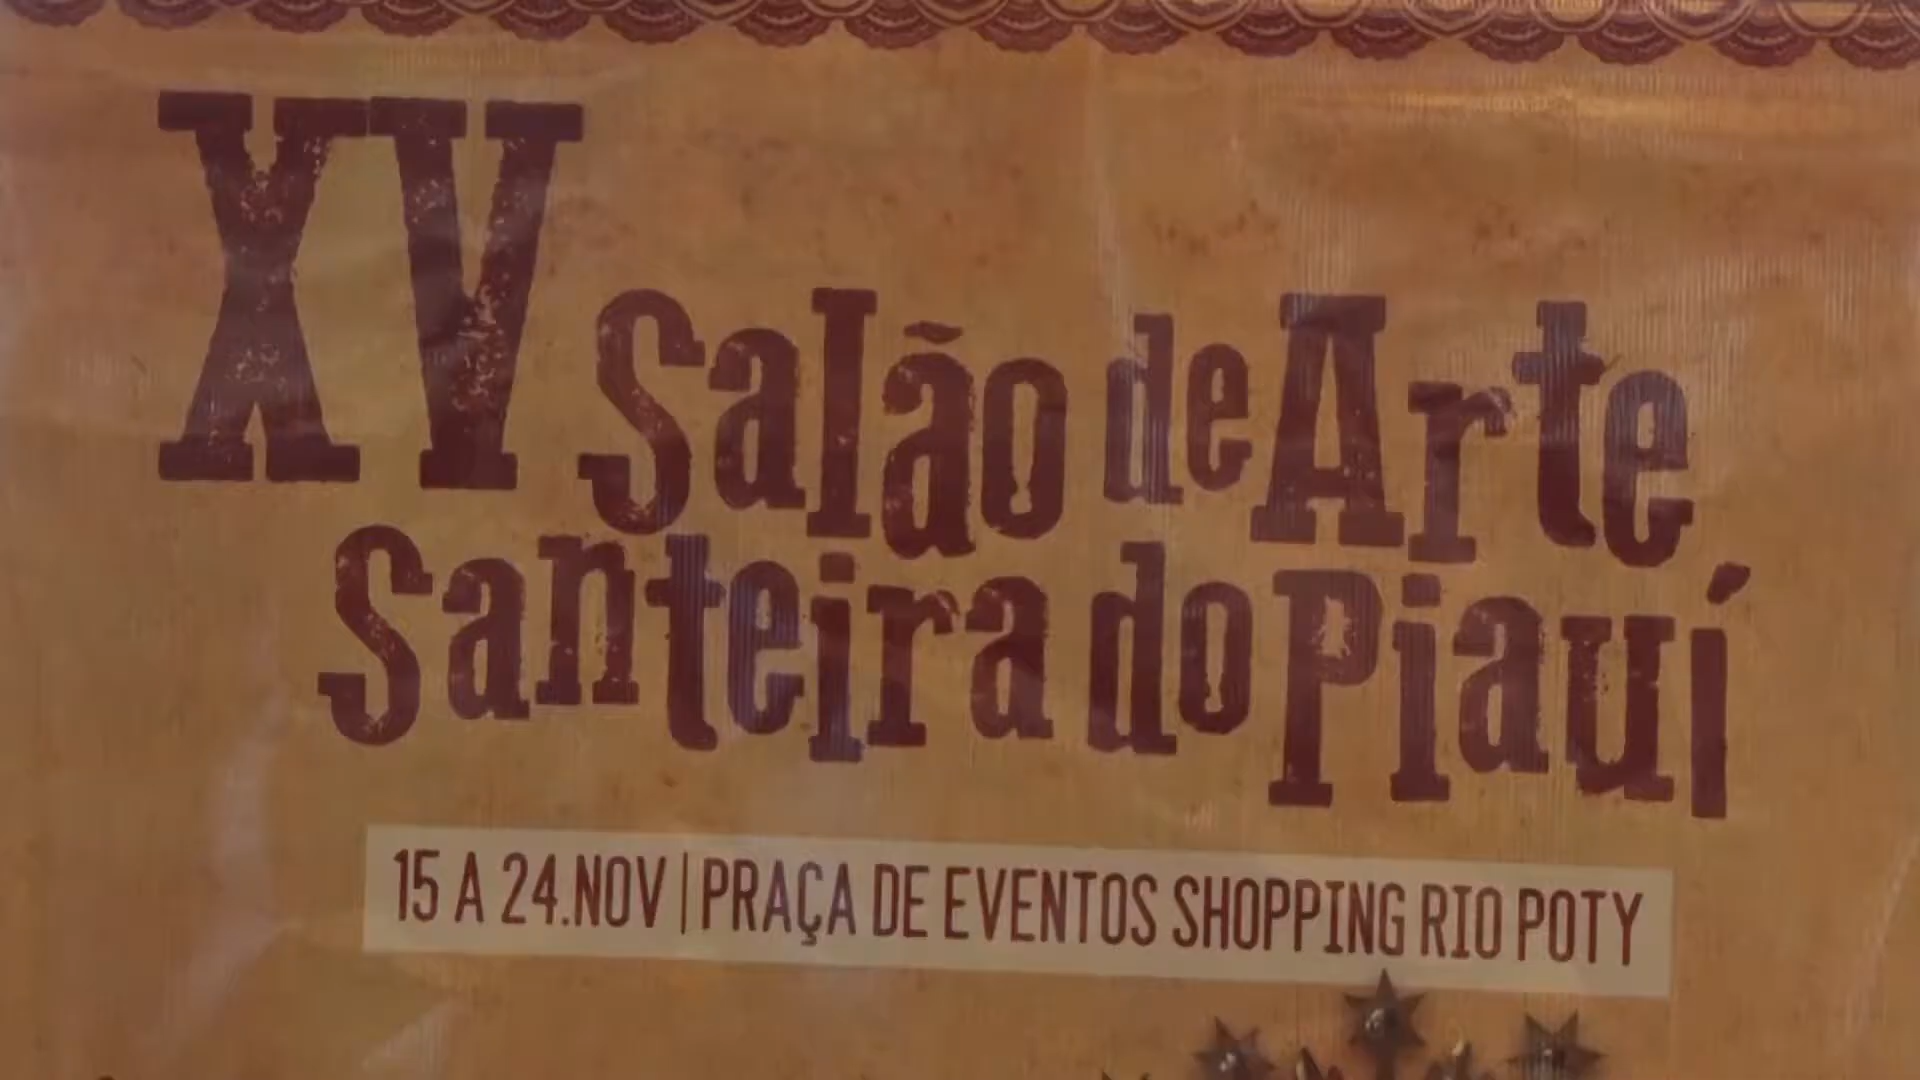 XV Salão de Arte
Santeira do Piauí
15 A 24.NOV | PRAÇA DE EVENTOS SHOPPING RIO POTY